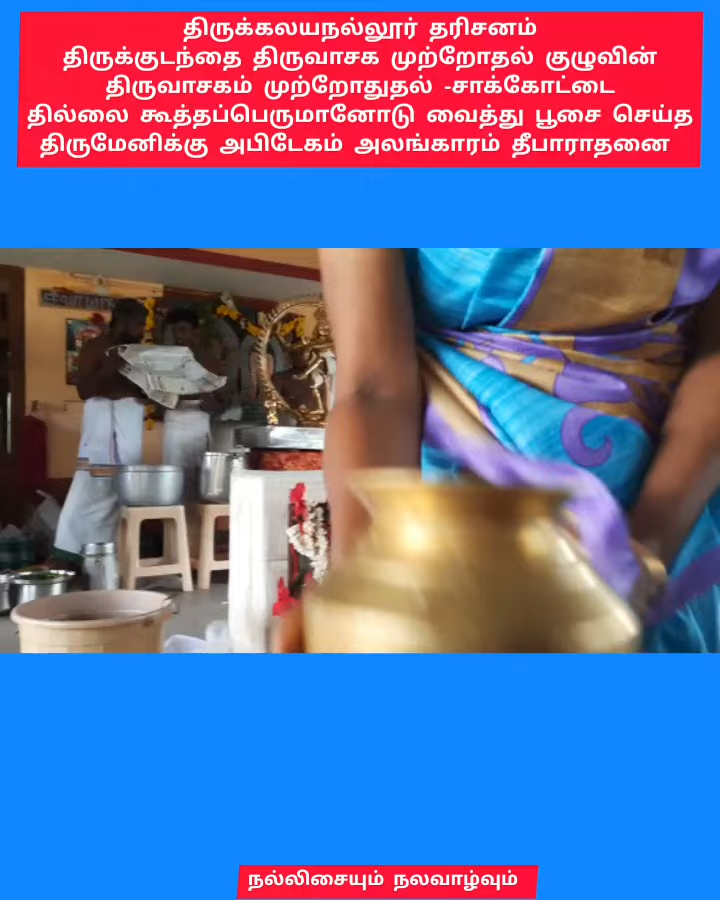 திருக்கலயநல்லூர் தரிசனம்
திருக்குடந்தை திருவாசக முற்றோதல் குழுவின்
திருவாசகம் முற்றோதுதல் -சாக்கோட்டை
தில்லை கூத்தப்பெருமானோடு வைத்து பூசை செய்த
திருமேனிக்கு அபிடேகம் அலங்காரம் தீபாராதனை
நல்லிசையும் நலவாழ்வும்